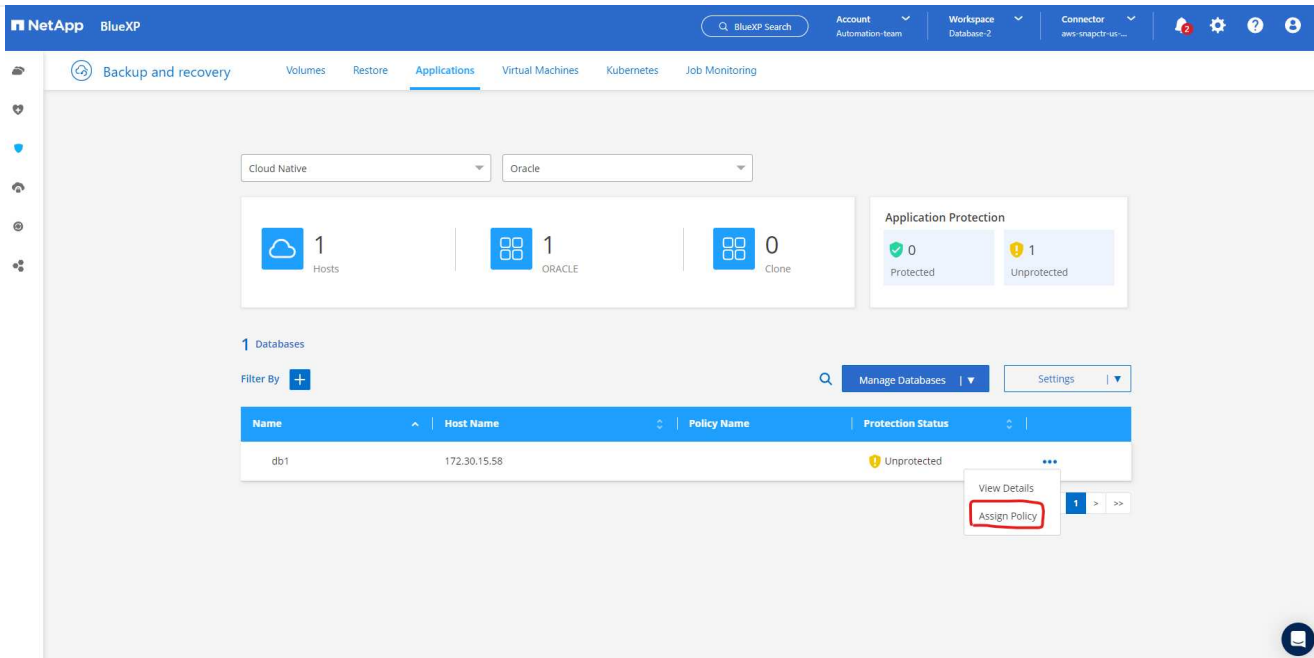 NetApp BlueXP BlueXP Search Account Workspace Connector
Automation-team Database-2 aws-snapctr-us-...
2
Backup and recovery Volumes Restore Applications Virtual Machines Kubernetes Job Monitoring
Cloud Native Oracle
Application Protection
1 1 0 0 1
Hosts ORACLE Clone Protected Unprotected
1 Databases
Filter By + Manage Databases | Settings |
Name Host Name Policy Name Protection Status
db1 172.30.15.58 Unprotected •••
View Details
1 > >>
Assign Policy